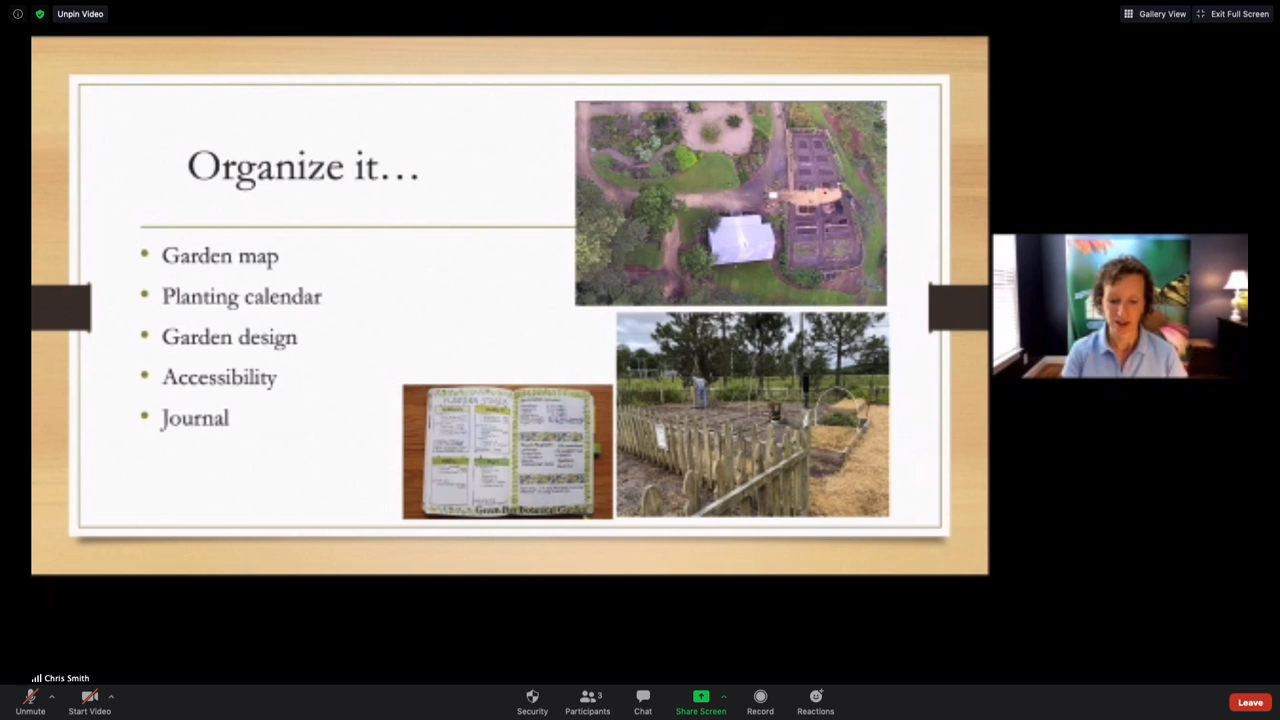 Unpin Video
Gallery View
Exit Full Screen
Organize it…
• Garden map
• Planting calendar
• Garden design
• Accessibility
• Journal
Chris Smith
Unmute
Start Video
Security
Participants
3
Chat
Share Screen
Record
Reactions
Leave